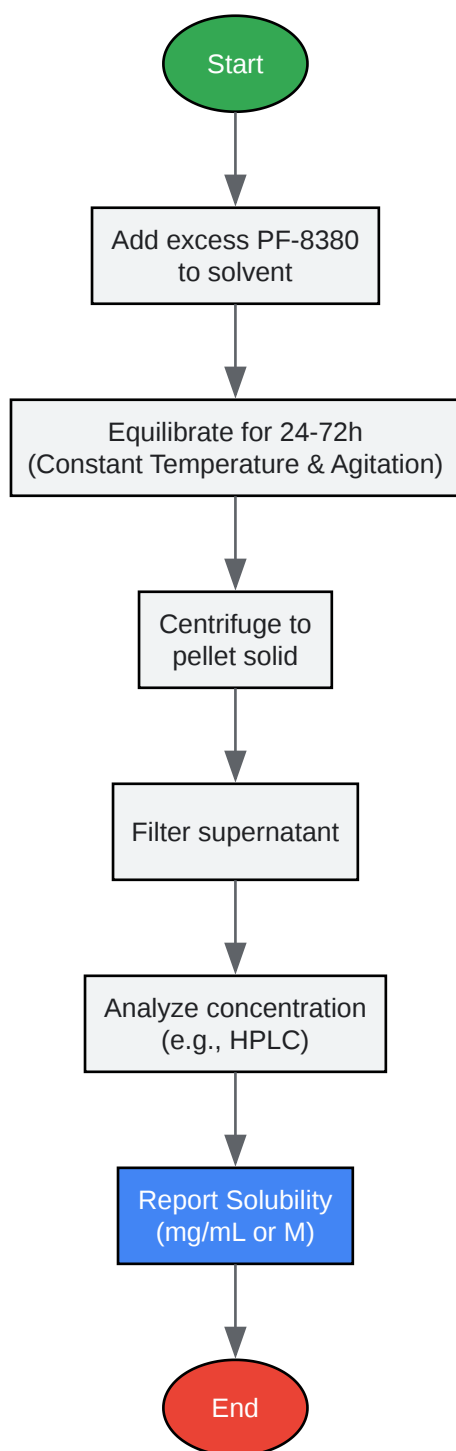 Start
Add excess PF-8380
to solvent
Equilibrate for 24-72h
(Constant Temperature & Agitation)
Centrifuge to
pellet solid
Filter supernatant
Analyze concentration
(e.g., HPLC)
Report Solubility
(mg/mL or M)
End